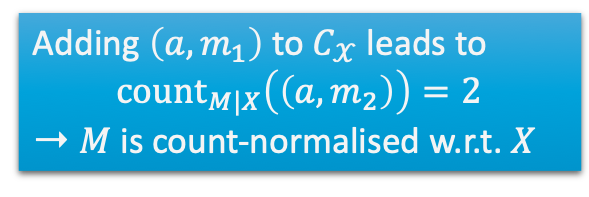 Adding (a, m₁) to C_X leads to
count_{M|X}((a, m₂)) = 2
→ M is count-normalised w.r.t. X